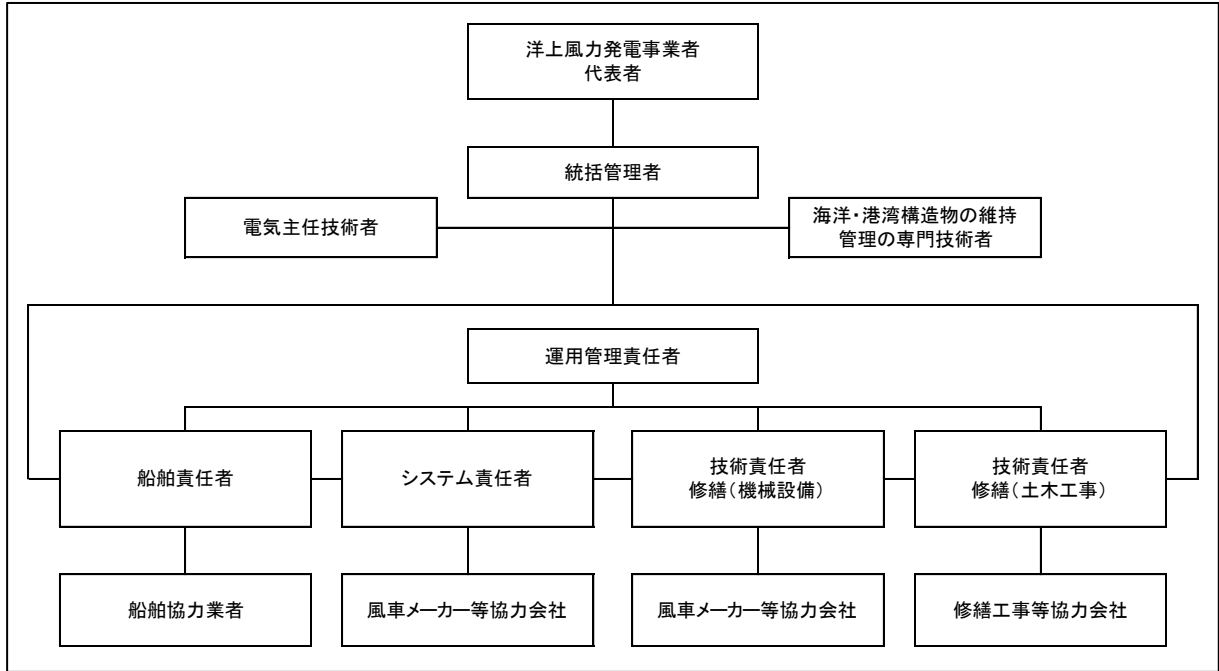 洋上風力発電事業者
代表者
統括管理者
電気主任技術者
海洋・港湾構造物の維持
管理の専門技術者
運用管理責任者
船舶責任者
システム責任者
技術責任者
修繕（機械設備）
技術責任者
修繕（土木工事）
船舶協力業者
風車メーカー等協力会社
風車メーカー等協力会社
修繕工事等協力会社